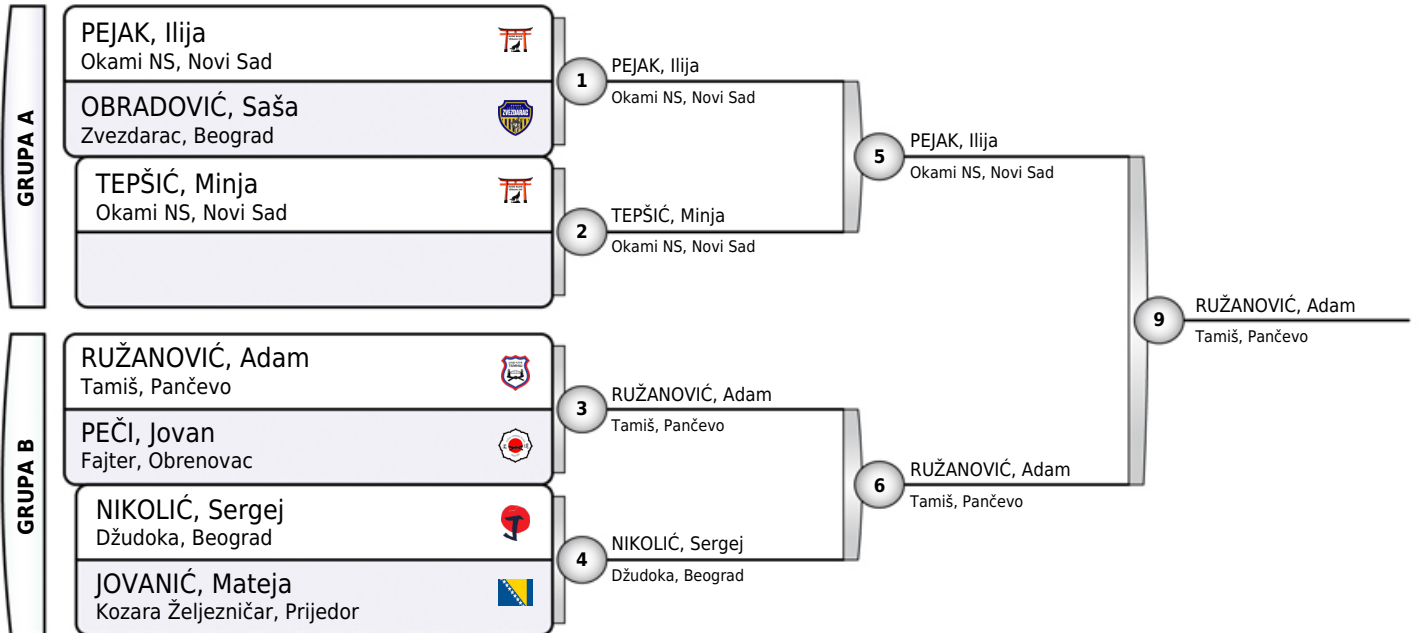 GRUPA A
PEJAK, Ilija
Okami NS, Novi Sad
OBRADOVIĆ, Saša
Zvezdarac, Beograd
TEPŠIĆ, Minja
Okami NS, Novi Sad
1
PEJAK, Ilija
Okami NS, Novi Sad
2
TEPŠIĆ, Minja
Okami NS, Novi Sad
5
PEJAK, Ilija
Okami NS, Novi Sad
GRUPA B
RUŽANOVIĆ, Adam
Tamiš, Pančevo
PEČI, Jovan
Fajter, Obrenovac
NIKOLIĆ, Sergej
Džudoka, Beograd
JOVANIĆ, Mateja
Kozara Željezničar, Prijedor
3
RUŽANOVIĆ, Adam
Tamiš, Pančevo
4
NIKOLIĆ, Sergej
Džudoka, Beograd
6
RUŽANOVIĆ, Adam
Tamiš, Pančevo
9
RUŽANOVIĆ, Adam
Tamiš, Pančevo